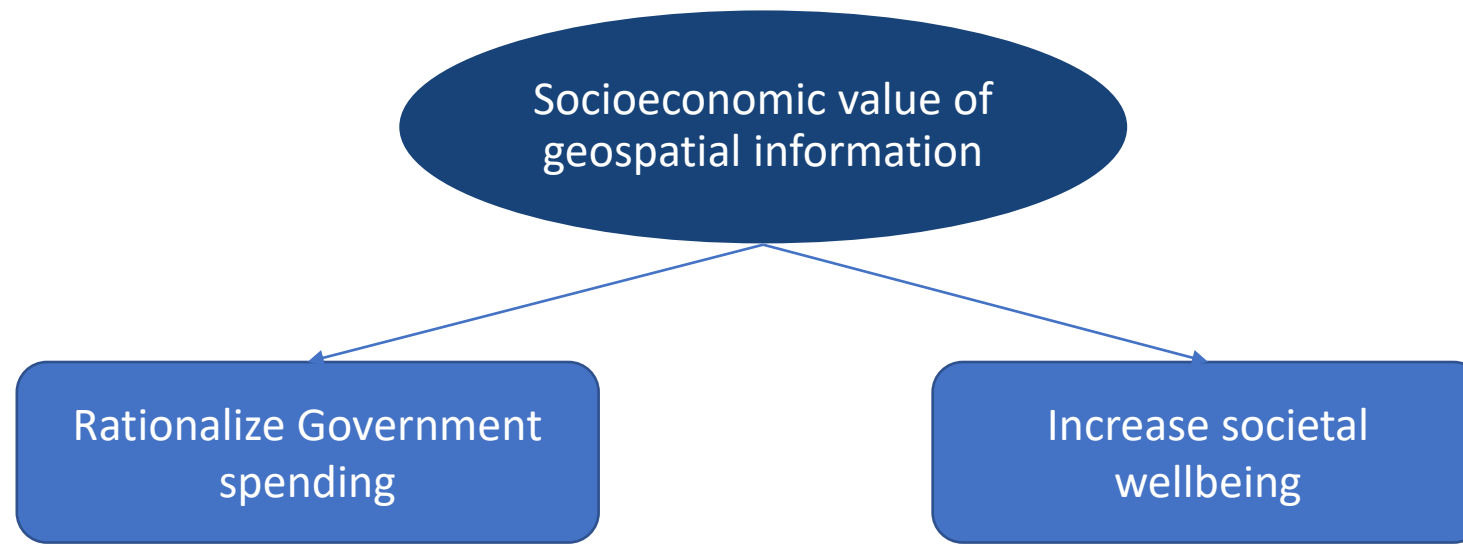 Socioeconomic value of
geospatial information
Rationalize Government
spending
Increase societal
wellbeing